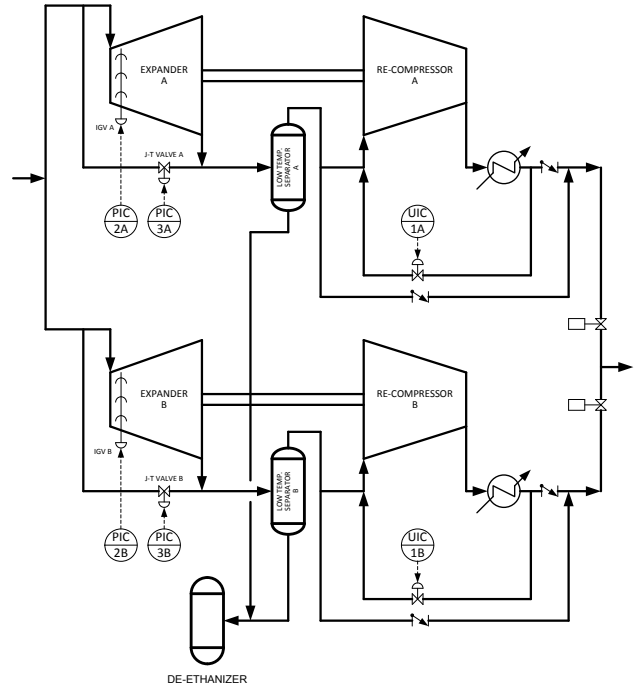 EXPANDER
A
RE-COMPRESSOR
A
IGV A
J-T VALVE A
LOW TEMP.
SEPARATOR
A
PIC
2A
PIC
3A
UIC
1A
EXPANDER
B
RE-COMPRESSOR
B
IGV B
J-T VALVE B
LOW TEMP.
SEPARATOR
B
PIC
2B
PIC
3B
UIC
1B
DE-ETHANIZER